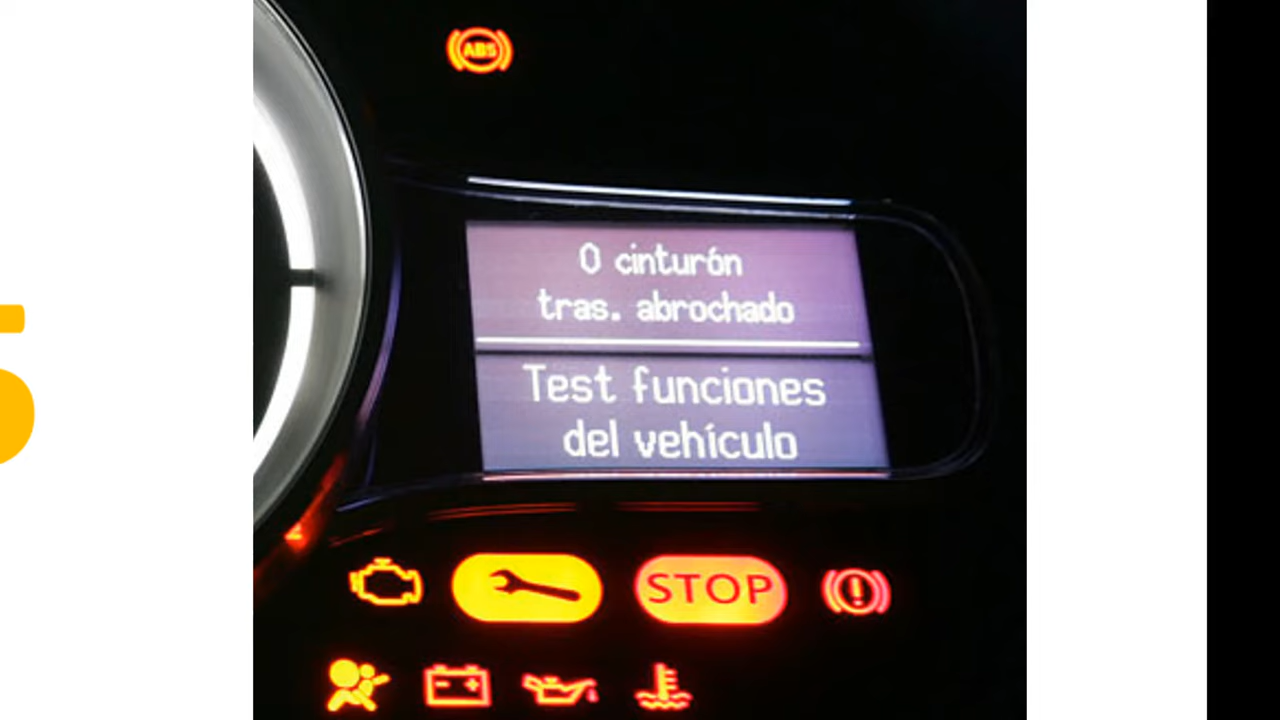 ABS
0 cinturón
tras. abrochado
Test funciones
del vehículo
STOP